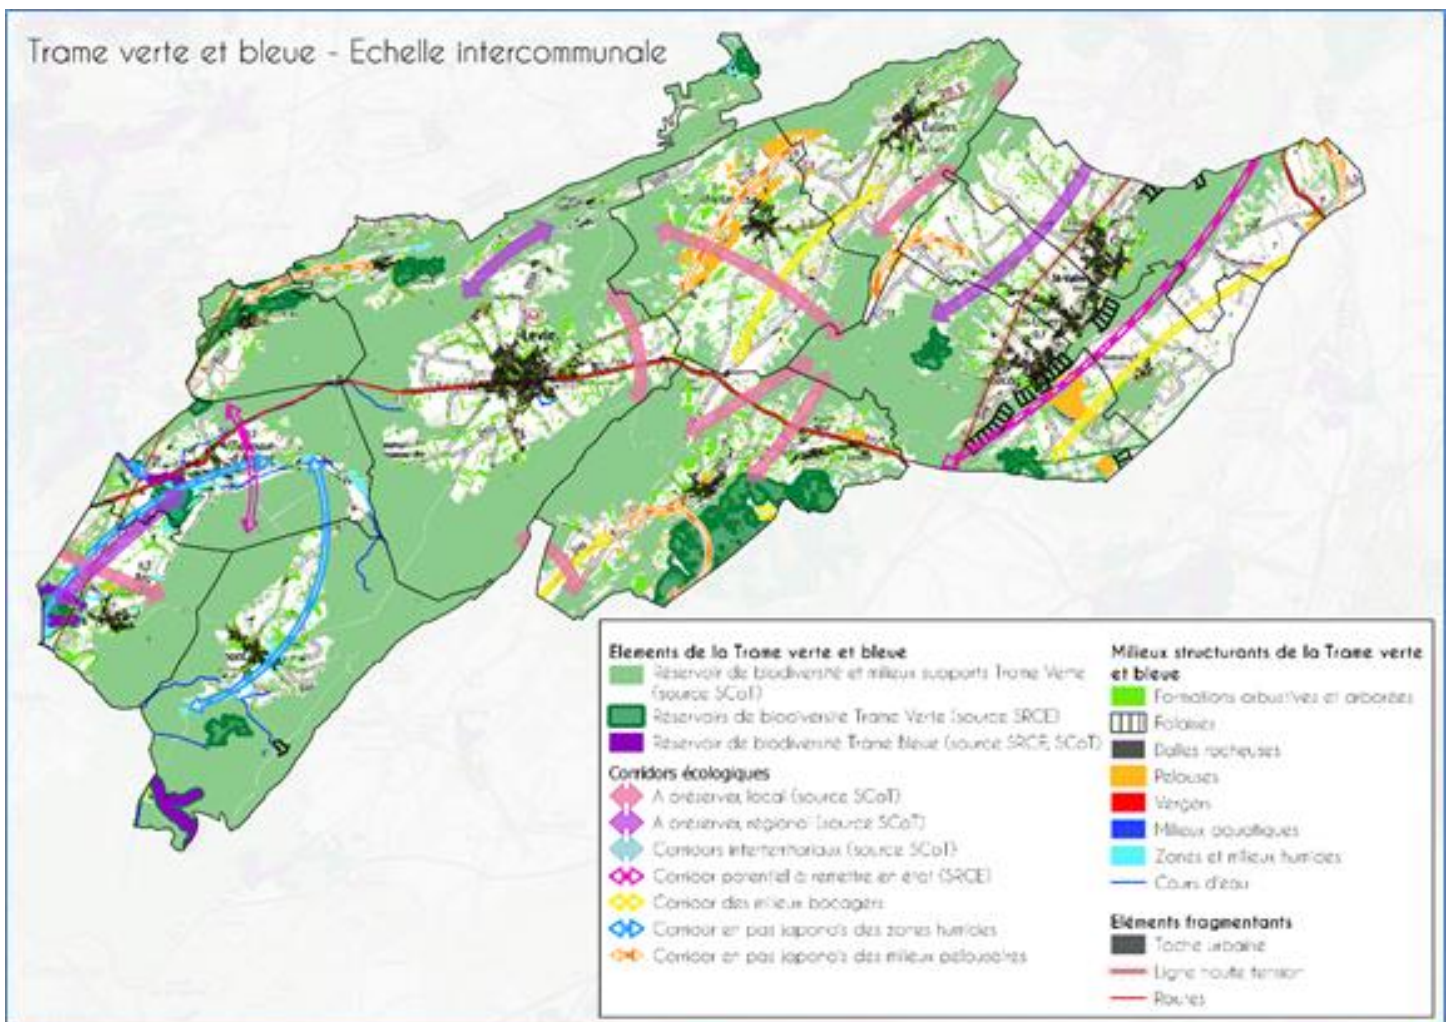 Trame verte et bleue - Echelle intercommunale
Levie
Elements de la Trame verte et bleue
Réservoir de biodiversité et milieux supports Trame Verte
(source SCoT)
Réservoirs de biodiversité Trame Verte (source SRCE)
Réservoir de biodiversité Trame Bleue (source SRCE, SCoT)
Corridors écologiques
A préserver, local (source SCoT)
A préserver, régional (source SCoT)
Corridors interterritoriaux (source SCoT)
Corridor potentiel à remettre en état (SRCE)
Corridor des milieux bocagers
Corridor en pas japonais des zones humides
Corridor en pas japonais des milieux pelousaires
Milieux structurants de la Trame verte
et bleue
Formations arbustives et arborées
Falaises
Dalles rocheuses
Pelouses
Vergers
Milieux aquatiques
Zones et milieux humides
Cours d'eau
Eléments fragmentants
Tache urbaine
Ligne haute tension
Routes